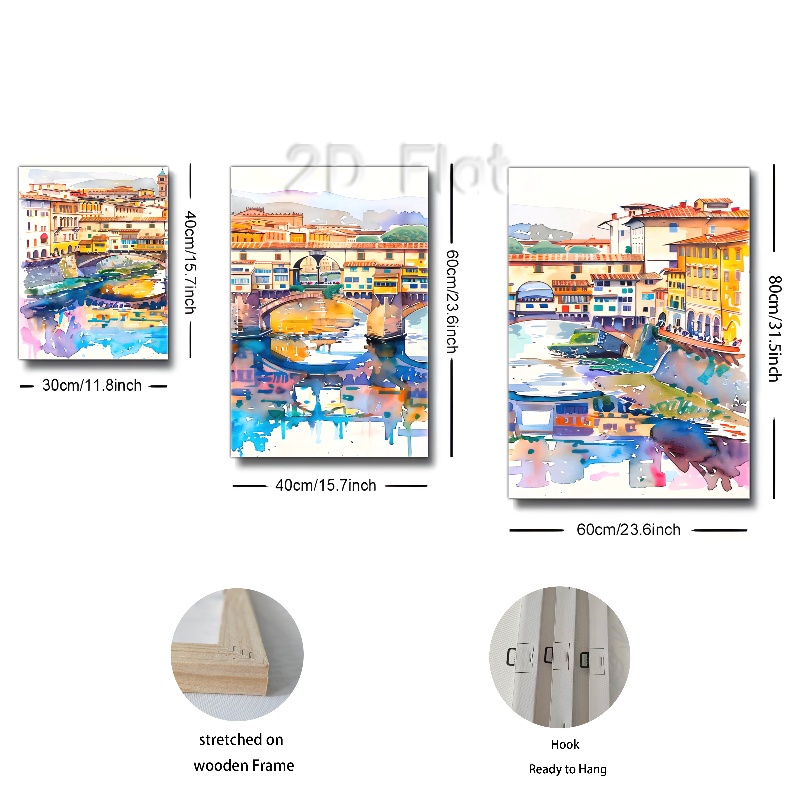 2D Flat
40cm/15.7inch
30cm/11.8inch
60cm/23.6inch
40cm/15.7inch
80cm/31.5inch
60cm/23.6inch
stretched on
wooden Frame
Hook
Ready to Hang